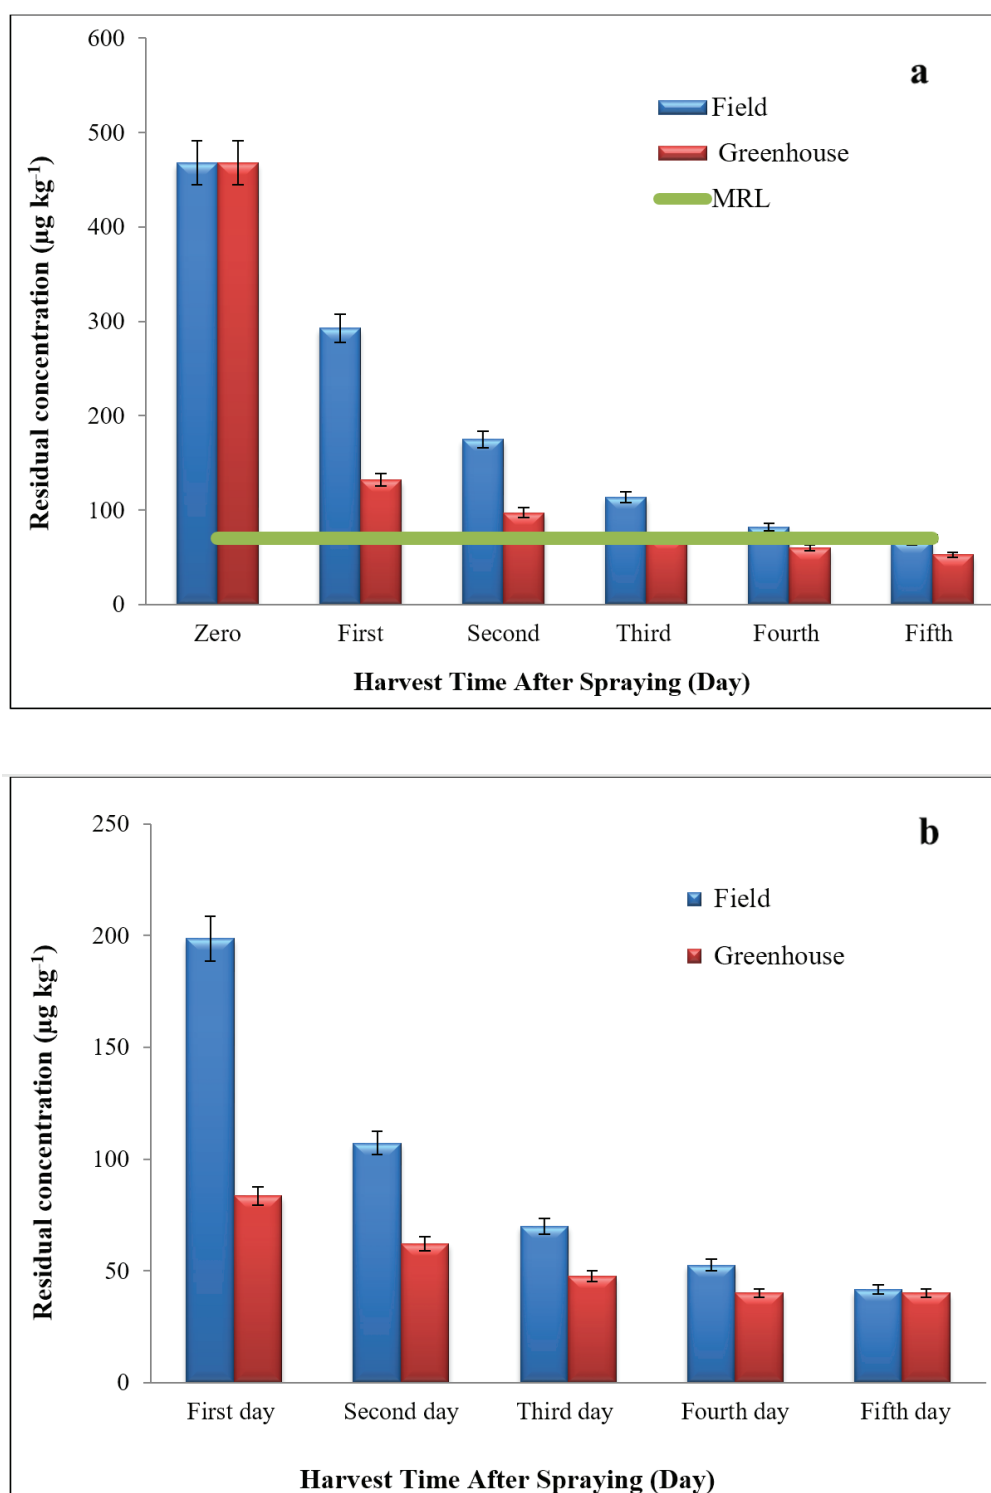 a
600
500
400
300
200
100
0
Residual concentration (µg kg⁻¹)
Field
Greenhouse
MRL
Zero First Second Third Fourth Fifth
Harvest Time After Spraying (Day)
b
250
200
150
100
50
0
Residual concentration (µg kg⁻¹)
Field
Greenhouse
First day Second day Third day Fourth day Fifth day
Harvest Time After Spraying (Day)